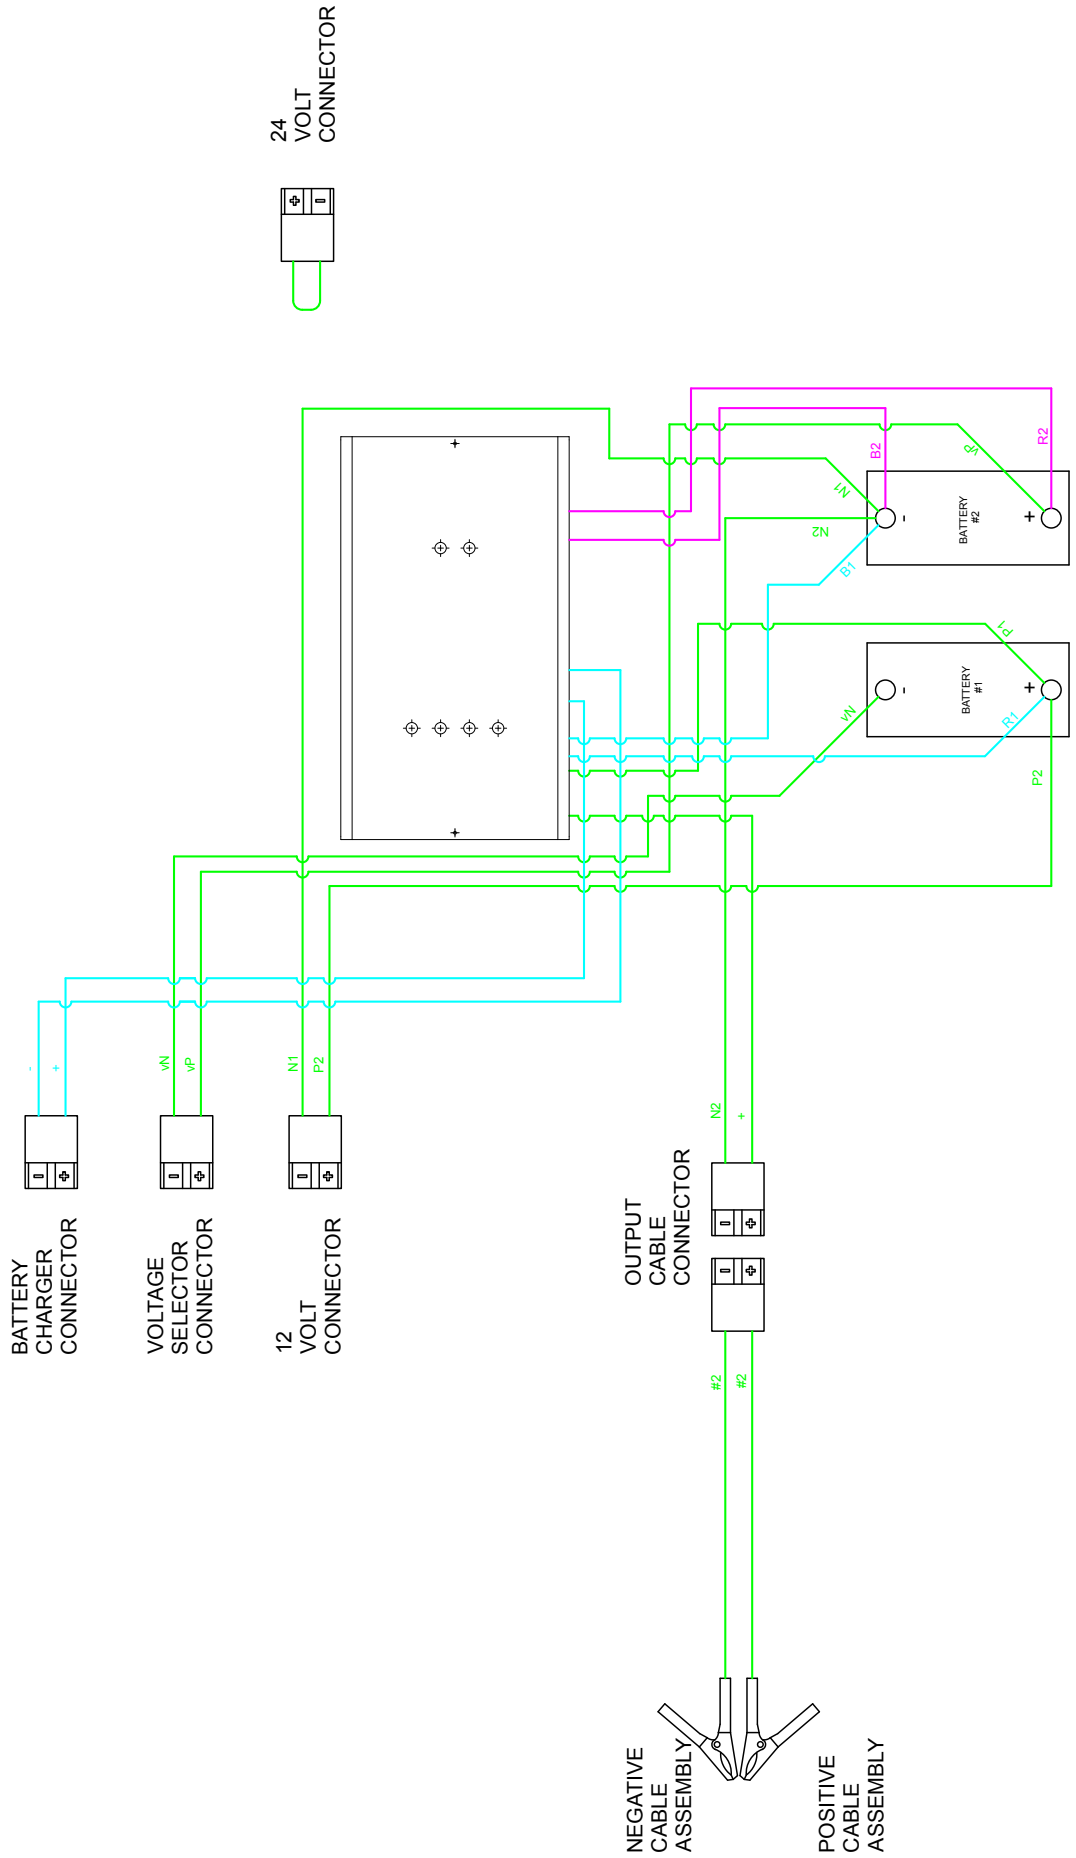 24
VOLT
CONNECTOR
+
-
B2
R2
vP
N1
N2
B1
BATTERY
#2
-
+
P1
BATTERY
#1
-
+
vN
R1
P2
-
+
vN
vP
N1
P2
N2
+
-
+
-
+
-
+
-
+
-
+
BATTERY
CHARGER
CONNECTOR
VOLTAGE
SELECTOR
CONNECTOR
12
VOLT
CONNECTOR
OUTPUT
CABLE
CONNECTOR
#2
#2
NEGATIVE
CABLE
ASSEMBLY
POSITIVE
CABLE
ASSEMBLY